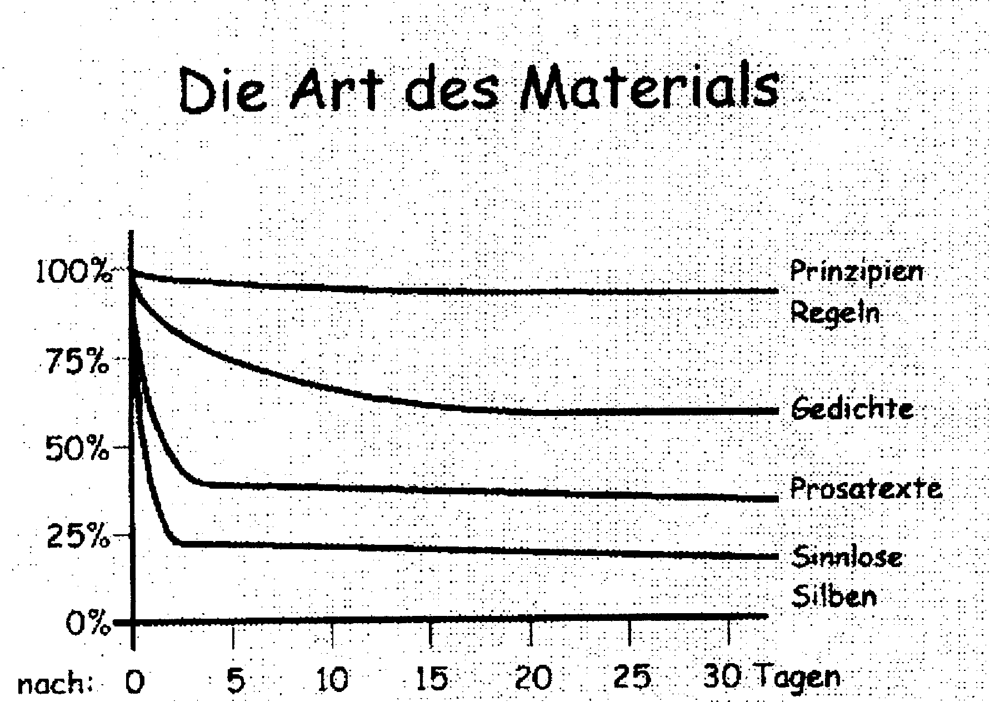 Die Art des Materials
100%
Prinzipien
Regeln
75%
Gedichte
50%
Prosatexte
25%
Sinnlose
Silben
0%
nach: 0 5 10 15 20 25 30 Tagen